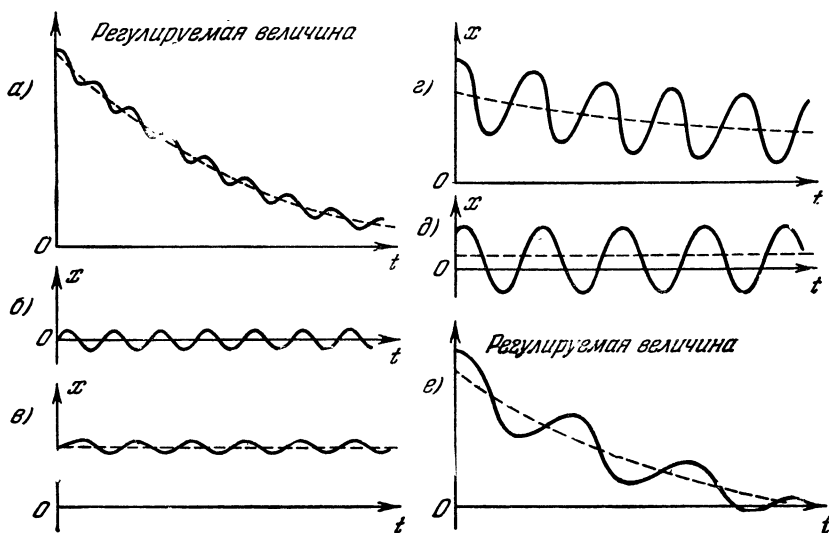 Регулируемая величина
а)
0
t
x
б)
0
t
x
в)
0
t
x
г)
0
t
x
д)
0
t
Регулируемая величина
е)
0
t